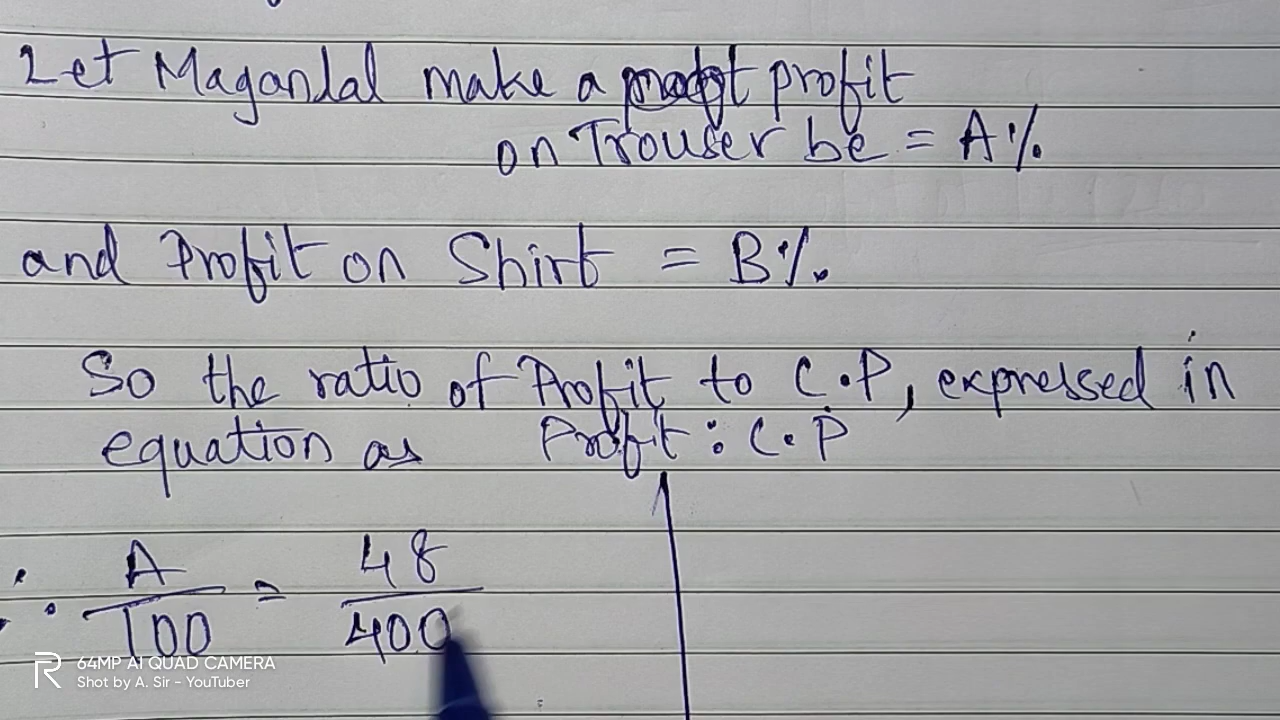 Let Maganlal make a profit
on Trouser be = A%
and Profit on Shirt = B%.
So the ratio of Profit to C.P, expressed in
equation as Profit : C.P
∴ A/100 = 48/400
64MP AI QUAD CAMERA
Shot by A. Sir - YouTuber